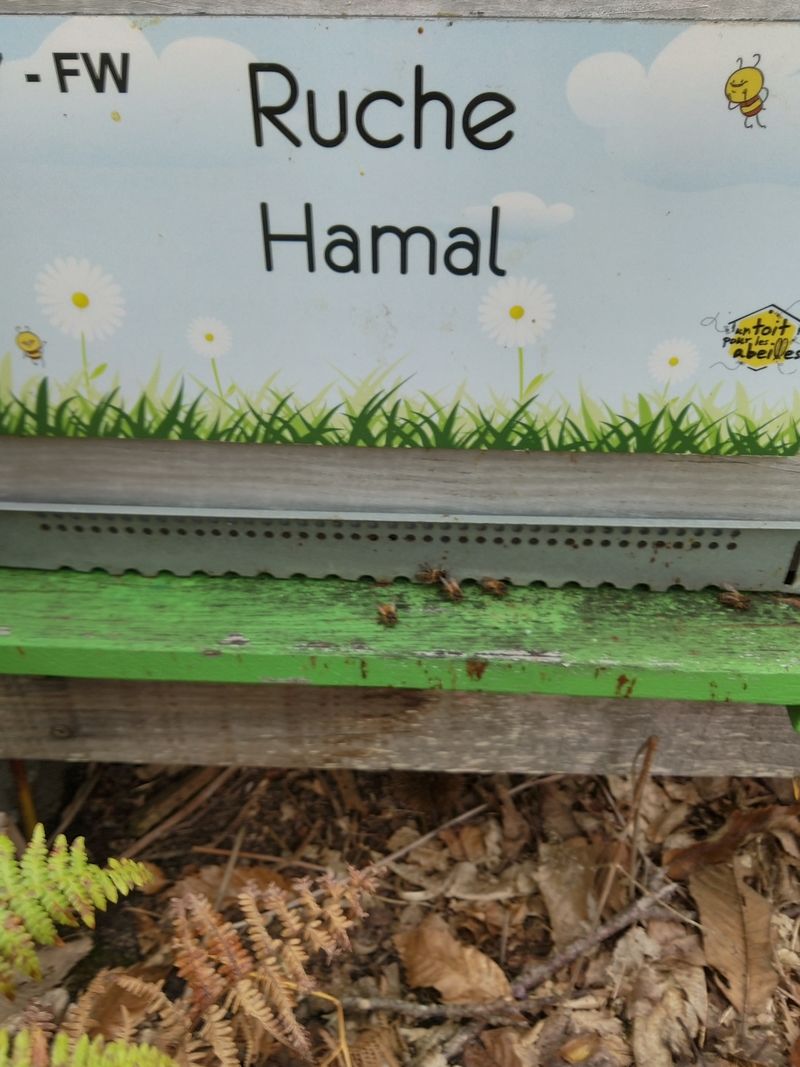 - FW
Ruche
Hamal
un toit
pour les
abeilles